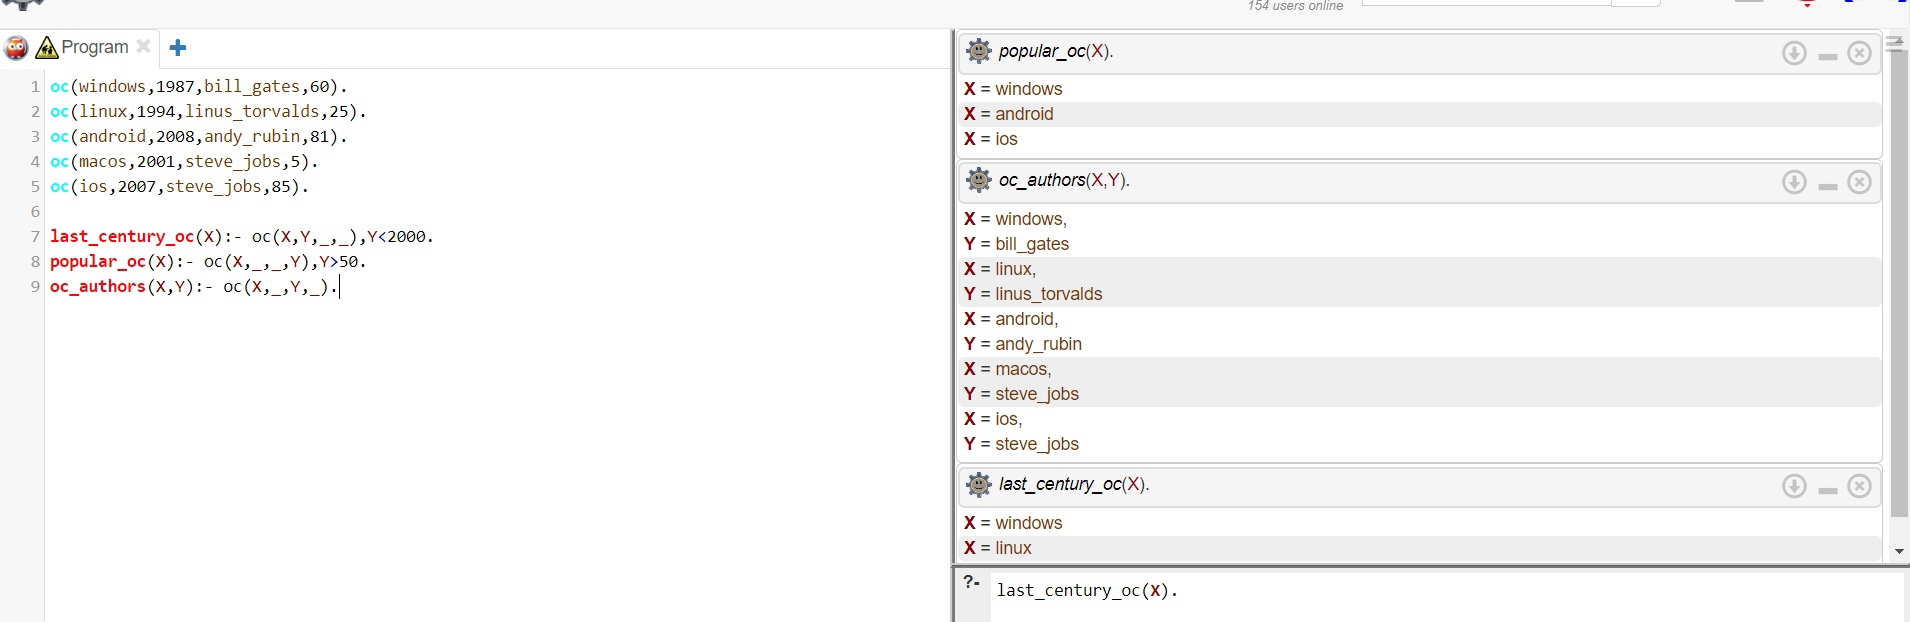 154 users online
Program
1 oc(windows,1987,bill_gates,60).
2 oc(linux,1994,linus_torvalds,25).
3 oc(android,2008,andy_rubin,81).
4 oc(macos,2001,steve_jobs,5).
5 oc(ios,2007,steve_jobs,85).
6
7 last_century_oc(X):- oc(X,Y,_,_),Y<2000.
8 popular_oc(X):- oc(X,_,_,Y),Y>50.
9 oc_authors(X,Y):- oc(X,_,Y,_).
popular_oc(X).
X = windows
X = android
X = ios
oc_authors(X,Y).
X = windows,
Y = bill_gates
X = linux,
Y = linus_torvalds
X = android,
Y = andy_rubin
X = macos,
Y = steve_jobs
X = ios,
Y = steve_jobs
last_century_oc(X).
X = windows
X = linux
?- last_century_oc(X).